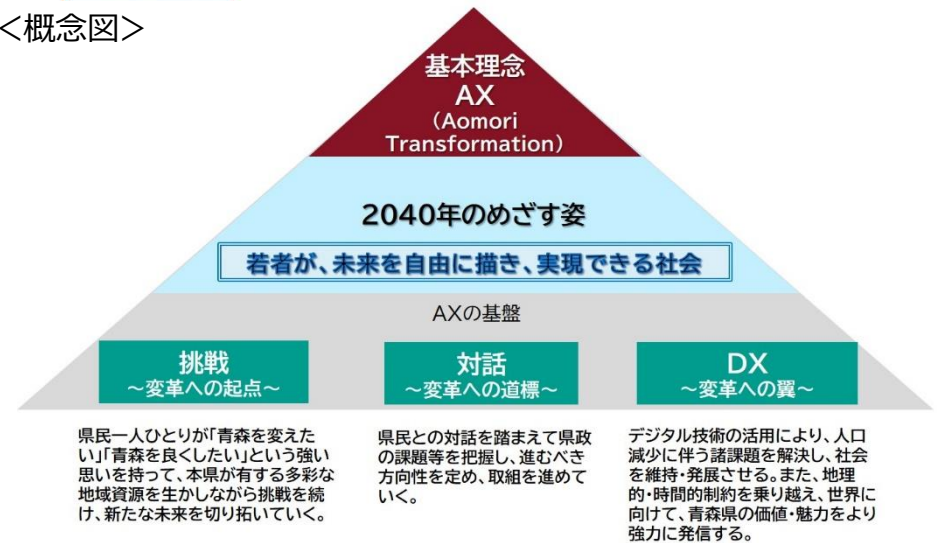 <概念図>
基本理念
AX
(Aomori
Transformation)
2040年のめざす姿
若者が、未来を自由に描き、実現できる社会
AXの基盤
挑戦
~変革への起点~
対話
~変革への道標~
DX
~変革への翼~
県民一人ひとりが「青森を変えた
い」「青森を良くしたい」という強い
思いを持って、本県が有する多彩な
地域資源を生かしながら挑戦を続
け、新たな未来を切り拓いていく。
県民との対話を踏まえて県政
の課題等を把握し、進むべき
方向性を定め、取組を進めて
いく。
デジタル技術の活用により、人口
減少に伴う諸課題を解決し、社会
を維持・発展させる。また、地理
的・時間的制約を乗り越え、世界に
向けて、青森県の価値・魅力をより
強力に発信する。